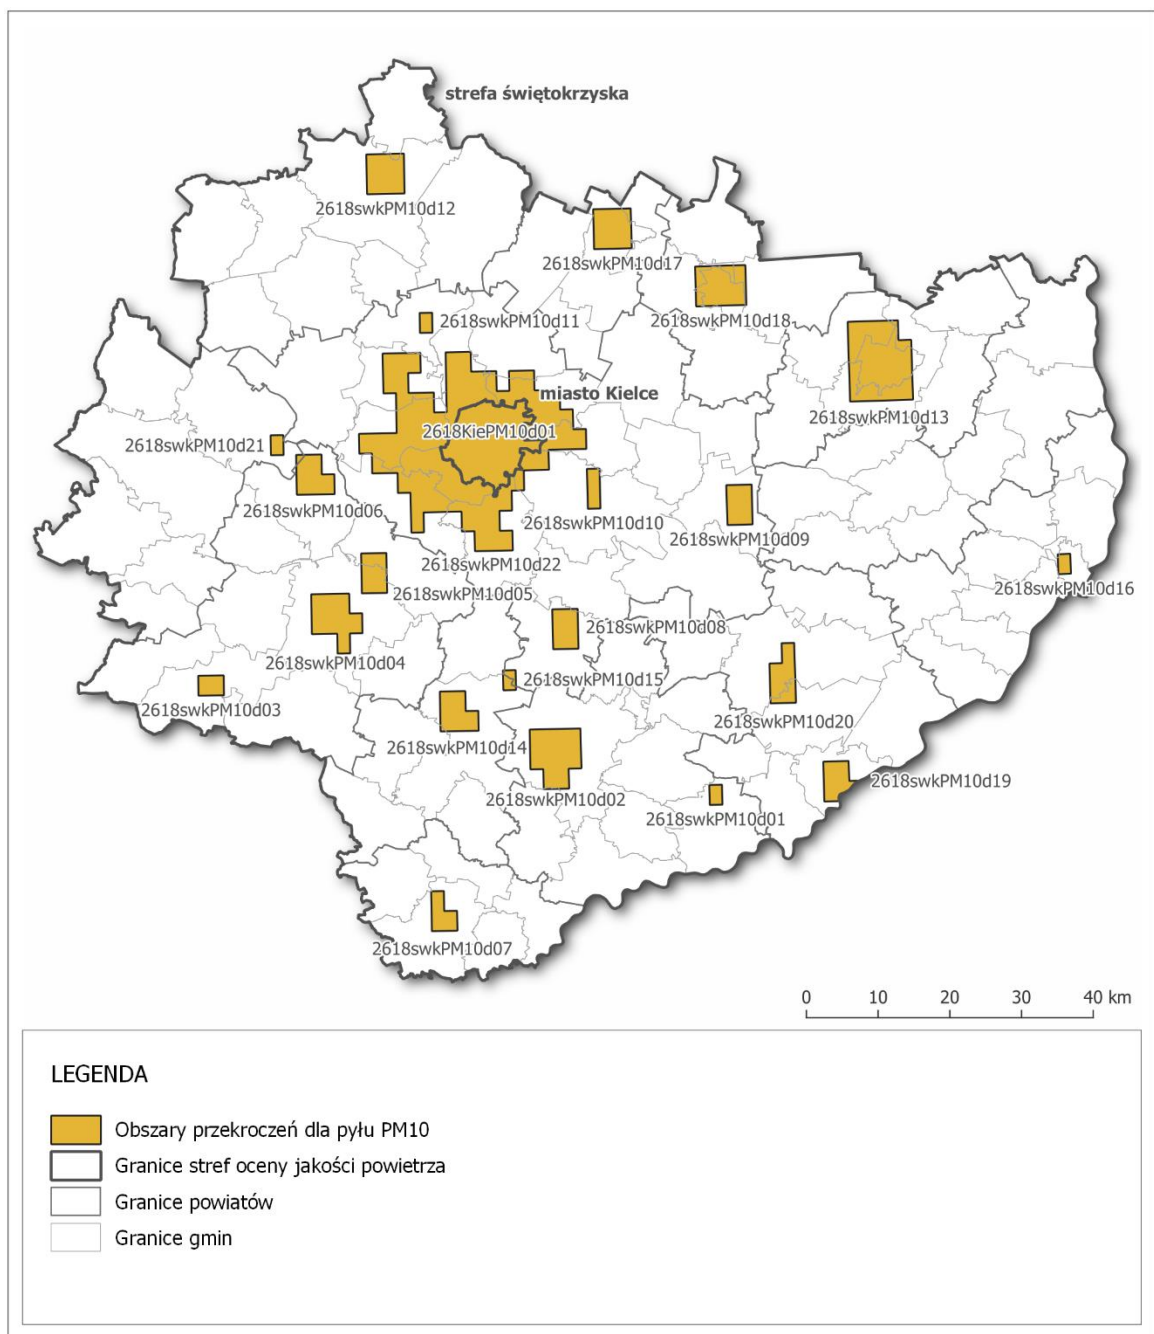 strefa świętokrzyska
2618swkPM10d12
2618swkPM10d17
2618swkPM10d11
2618swkPM10d18
miasto Kielce
2618swkPM10d13
2618KiePM10d01
2618swkPM10d21
2618swkPM10d06
2618swkPM10d10
2618swkPM10d09
2618swkPM10d22
2618swkPM10d05
2618swkPM10d16
2618swkPM10d08
2618swkPM10d04
2618swkPM10d15
2618swkPM10d03
2618swkPM10d20
2618swkPM10d14
2618swkPM10d19
2618swkPM10d02
2618swkPM10d01
2618swkPM10d07
0 10 20 30 40 km
LEGENDA
Obszary przekroczeń dla pyłu PM10
Granice stref oceny jakości powietrza
Granice powiatów
Granice gmin